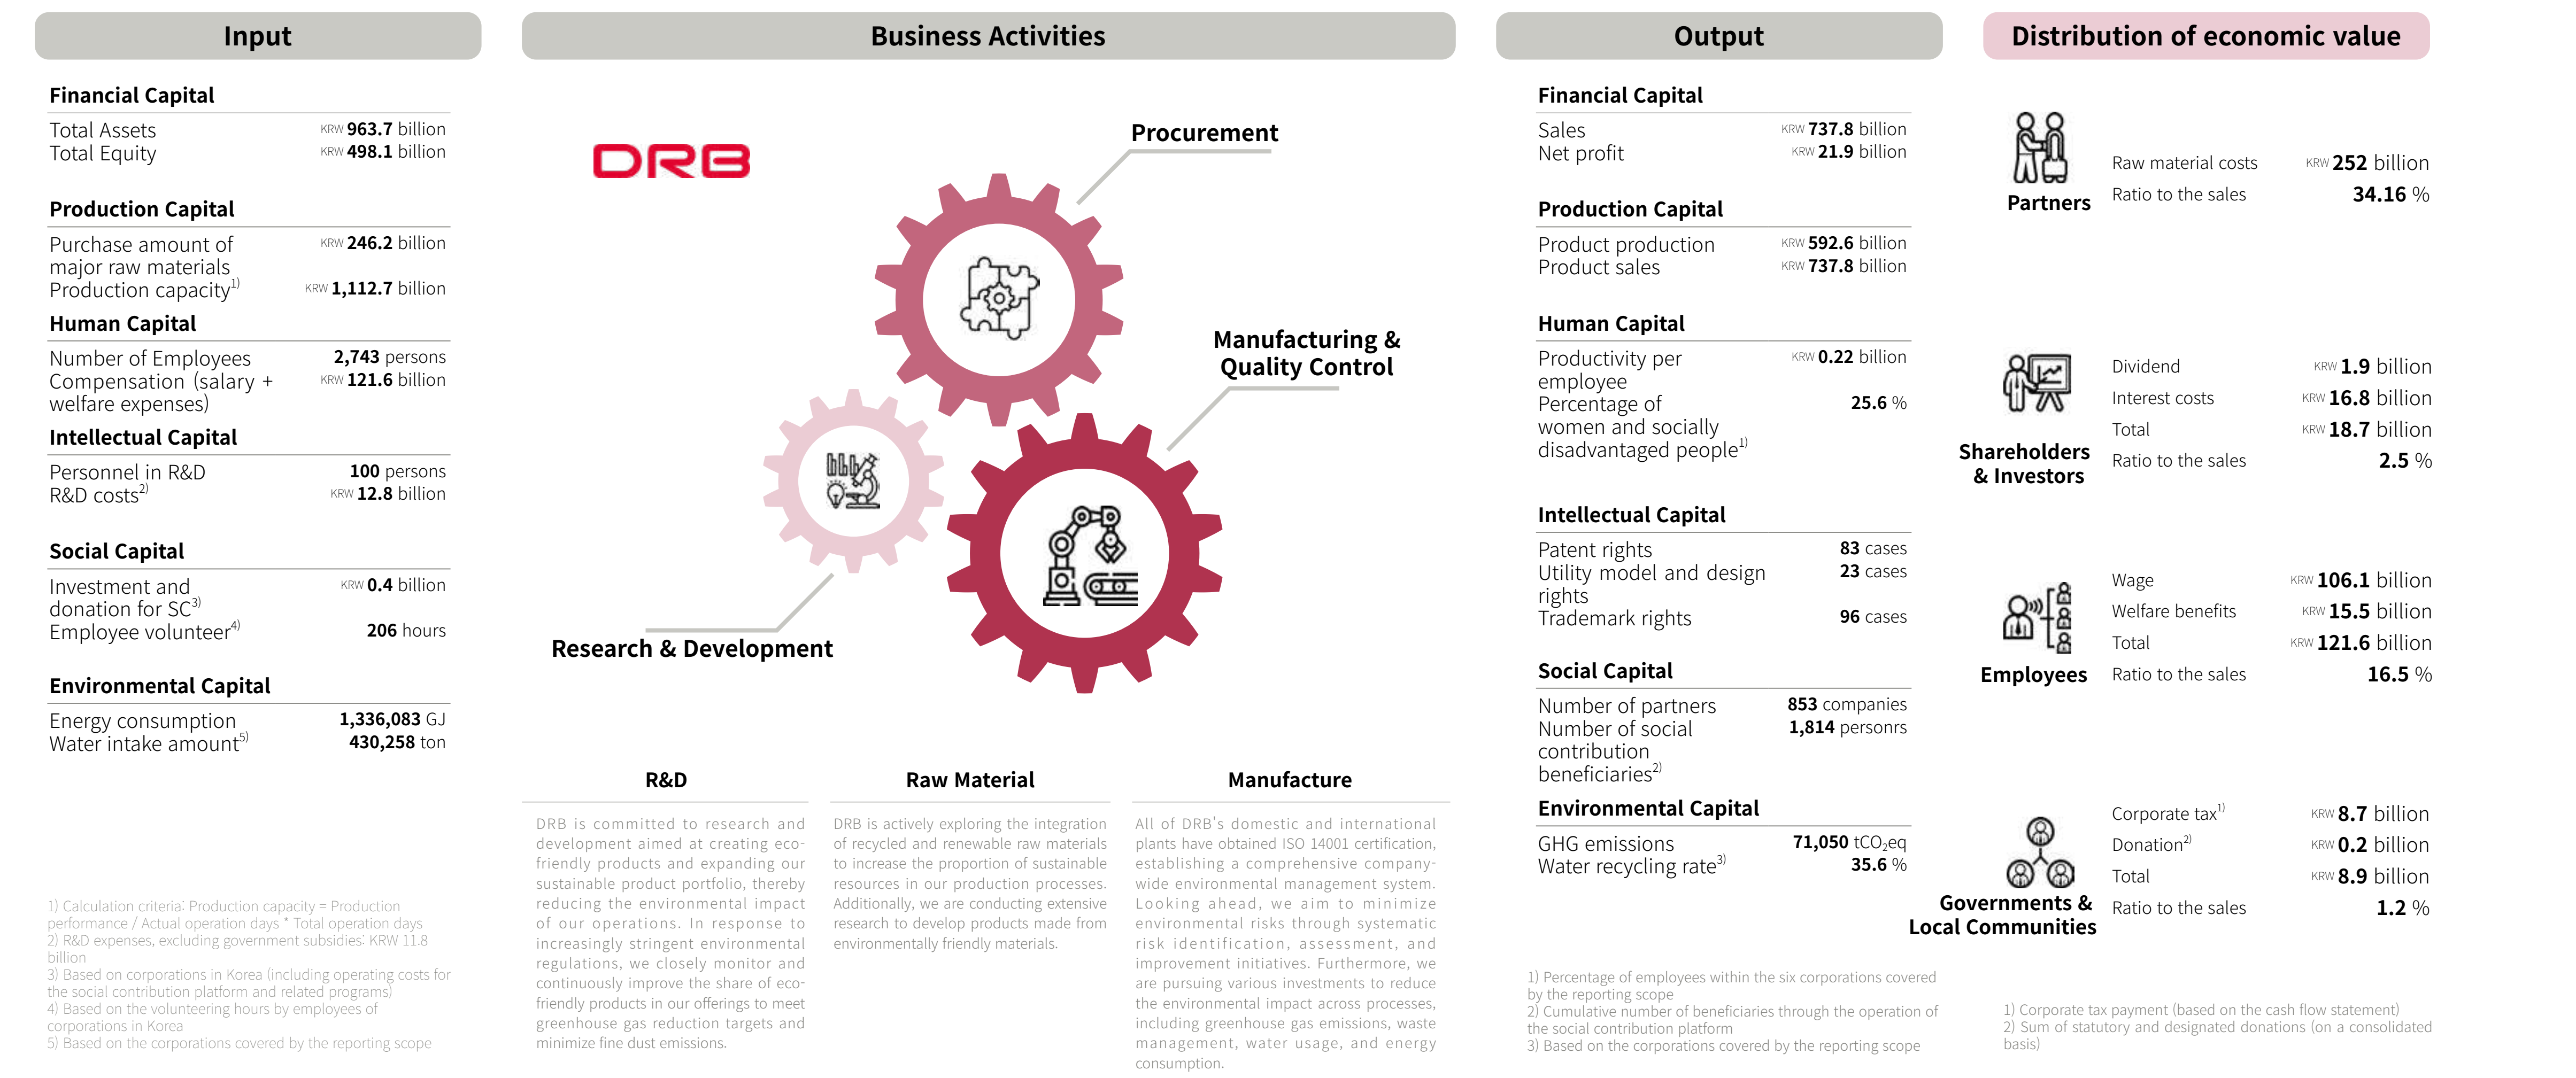 Input
Financial Capital
Total Assets KRW 963.7 billion
Total Equity KRW 498.1 billion
Production Capital
Purchase amount of KRW 246.2 billion
major raw materials
Production capacity1) KRW 1,112.7 billion
Human Capital
Number of Employees 2,743 persons
Compensation (salary + KRW 121.6 billion
welfare expenses)
Intellectual Capital
Personnel in R&D 100 persons
R&D costs2) KRW 12.8 billion
Social Capital
Investment and KRW 0.4 billion
donation for SC3)
Employee volunteer4) 206 hours
Environmental Capital
Energy consumption 1,336,083 GJ
Water intake amount5) 430,258 ton
1) Calculation criteria: Production capacity = Production
performance / Actual operation days * Total operation days
2) R&D expenses, excluding government subsidies: KRW 11.8
billion
3) Based on corporations in Korea (including operating costs for
the social contribution platform and related programs)
4) Based on the volunteering hours by employees of
corporations in Korea
5) Based on the corporations covered by the reporting scope
Business Activities
DRB
Procurement
Manufacturing &
Quality Control
Research & Development
R&D
DRB is committed to research and
development aimed at creating eco-
friendly products and expanding our
sustainable product portfolio, thereby
reducing the environmental impact
of our operations. In response to
increasingly stringent environmental
regulations, we closely monitor and
continuously improve the share of eco-
friendly products in our offerings to meet
greenhouse gas reduction targets and
minimize fine dust emissions.
Raw Material
DRB is actively exploring the integration
of recycled and renewable raw materials
to increase the proportion of sustainable
resources in our production processes.
Additionally, we are conducting extensive
research to develop products made from
environmentally friendly materials.
Manufacture
All of DRB's domestic and international
plants have obtained ISO 14001 certification,
establishing a comprehensive company-
wide environmental management system.
Looking ahead, we aim to minimize
environmental risks through systematic
risk identification, assessment, and
improvement initiatives. Furthermore, we
are pursuing various investments to reduce
the environmental impact across processes,
including greenhouse gas emissions, waste
management, water usage, and energy
consumption.
Output
Financial Capital
Sales KRW 737.8 billion
Net profit KRW 21.9 billion
Production Capital
Product production KRW 592.6 billion
Product sales KRW 737.8 billion
Human Capital
Productivity per KRW 0.22 billion
employee
Percentage of 25.6 %
women and socially
disadvantaged people1)
Intellectual Capital
Patent rights 83 cases
Utility model and design 23 cases
rights
Trademark rights 96 cases
Social Capital
Number of partners 853 companies
Number of social 1,814 personrs
contribution
beneficiaries2)
Environmental Capital
GHG emissions 71,050 tCO2eq
Water recycling rate3) 35.6 %
1) Percentage of employees within the six corporations covered
by the reporting scope
2) Cumulative number of beneficiaries through the operation of
the social contribution platform
3) Based on the corporations covered by the reporting scope
Distribution of economic value
Partners
Raw material costs KRW 252 billion
Ratio to the sales 34.16 %
Shareholders
& Investors
Dividend KRW 1.9 billion
Interest costs KRW 16.8 billion
Total KRW 18.7 billion
Ratio to the sales 2.5 %
Employees
Wage KRW 106.1 billion
Welfare benefits KRW 15.5 billion
Total KRW 121.6 billion
Ratio to the sales 16.5 %
Governments &
Local Communities
Corporate tax1) KRW 8.7 billion
Donation2) KRW 0.2 billion
Total KRW 8.9 billion
Ratio to the sales 1.2 %
1) Corporate tax payment (based on the cash flow statement)
2) Sum of statutory and designated donations (on a consolidated
basis)